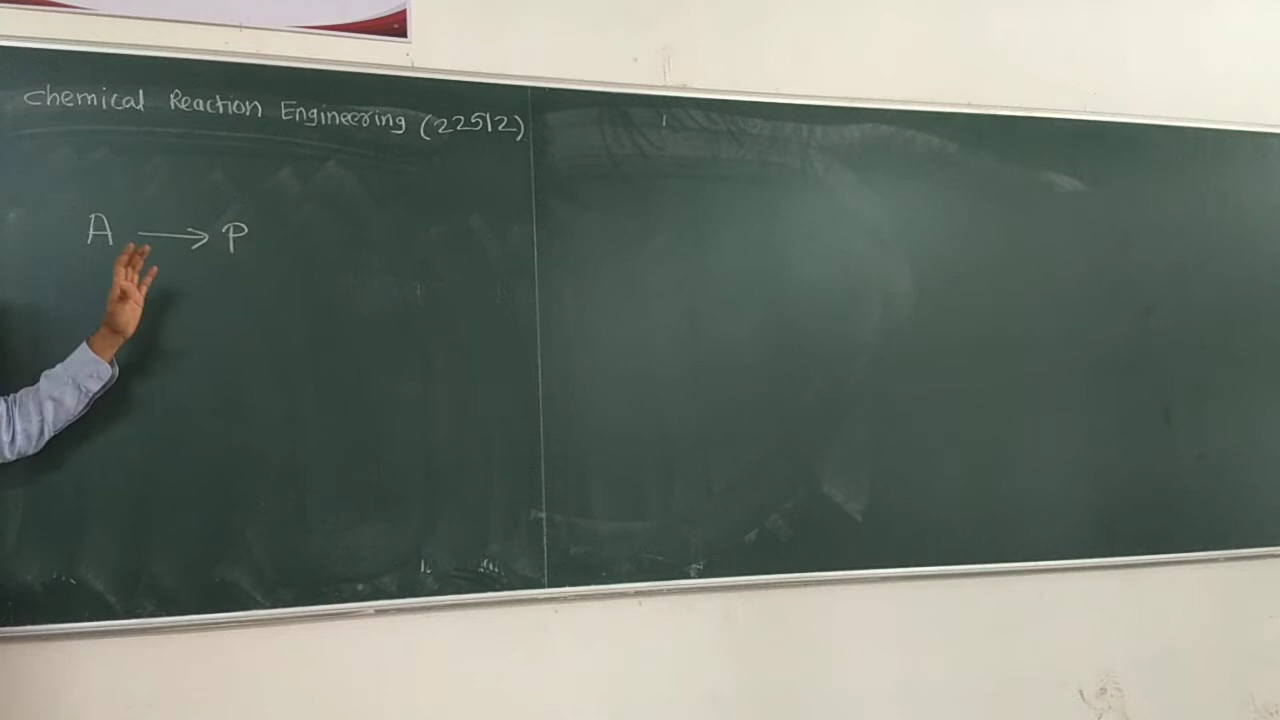 Chemical Reaction Engineering (22512)
A → P